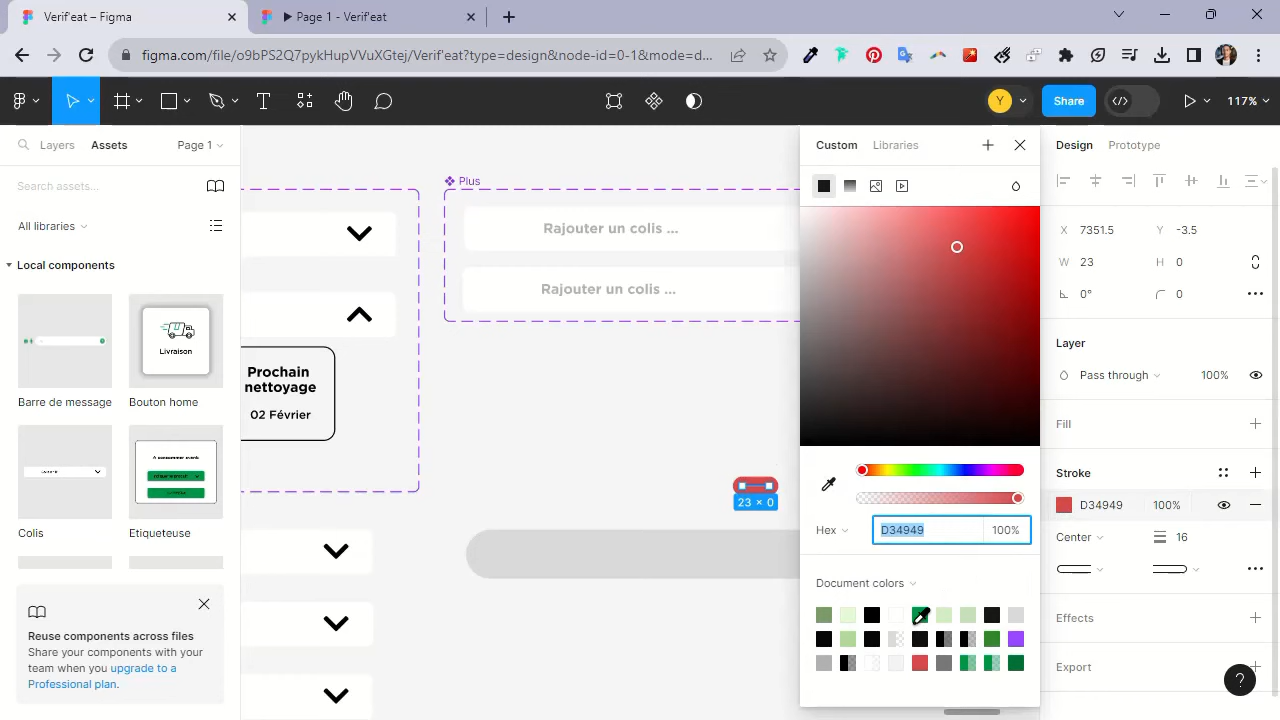 Verif'eat – Figma
Page 1 - Verif'eat
figma.com/file/o9bPS2Q7pykHupVVuXGtej/Verif'eat?type=design&node-id=0-1&mode=d...
Y
Share
117%
Layers
Assets
Page 1
Search assets...
All libraries
Local components
Barre de message
Livraison
Bouton home
Colis
Etiqueteuse
Reuse components across files
Share your components with your team when you upgrade to a Professional plan.
Plus
Rajouter un colis ...
Rajouter un colis ...
Prochain
nettoyage
02 Février
23 × 0
Custom
Libraries
Hex
D34949
100%
Document colors
Design
Prototype
X 7351.5
Y -3.5
W 23
H 0
0°
0
Layer
Pass through
100%
Fill
Stroke
D34949
100%
Center
16
Effects
Export
?